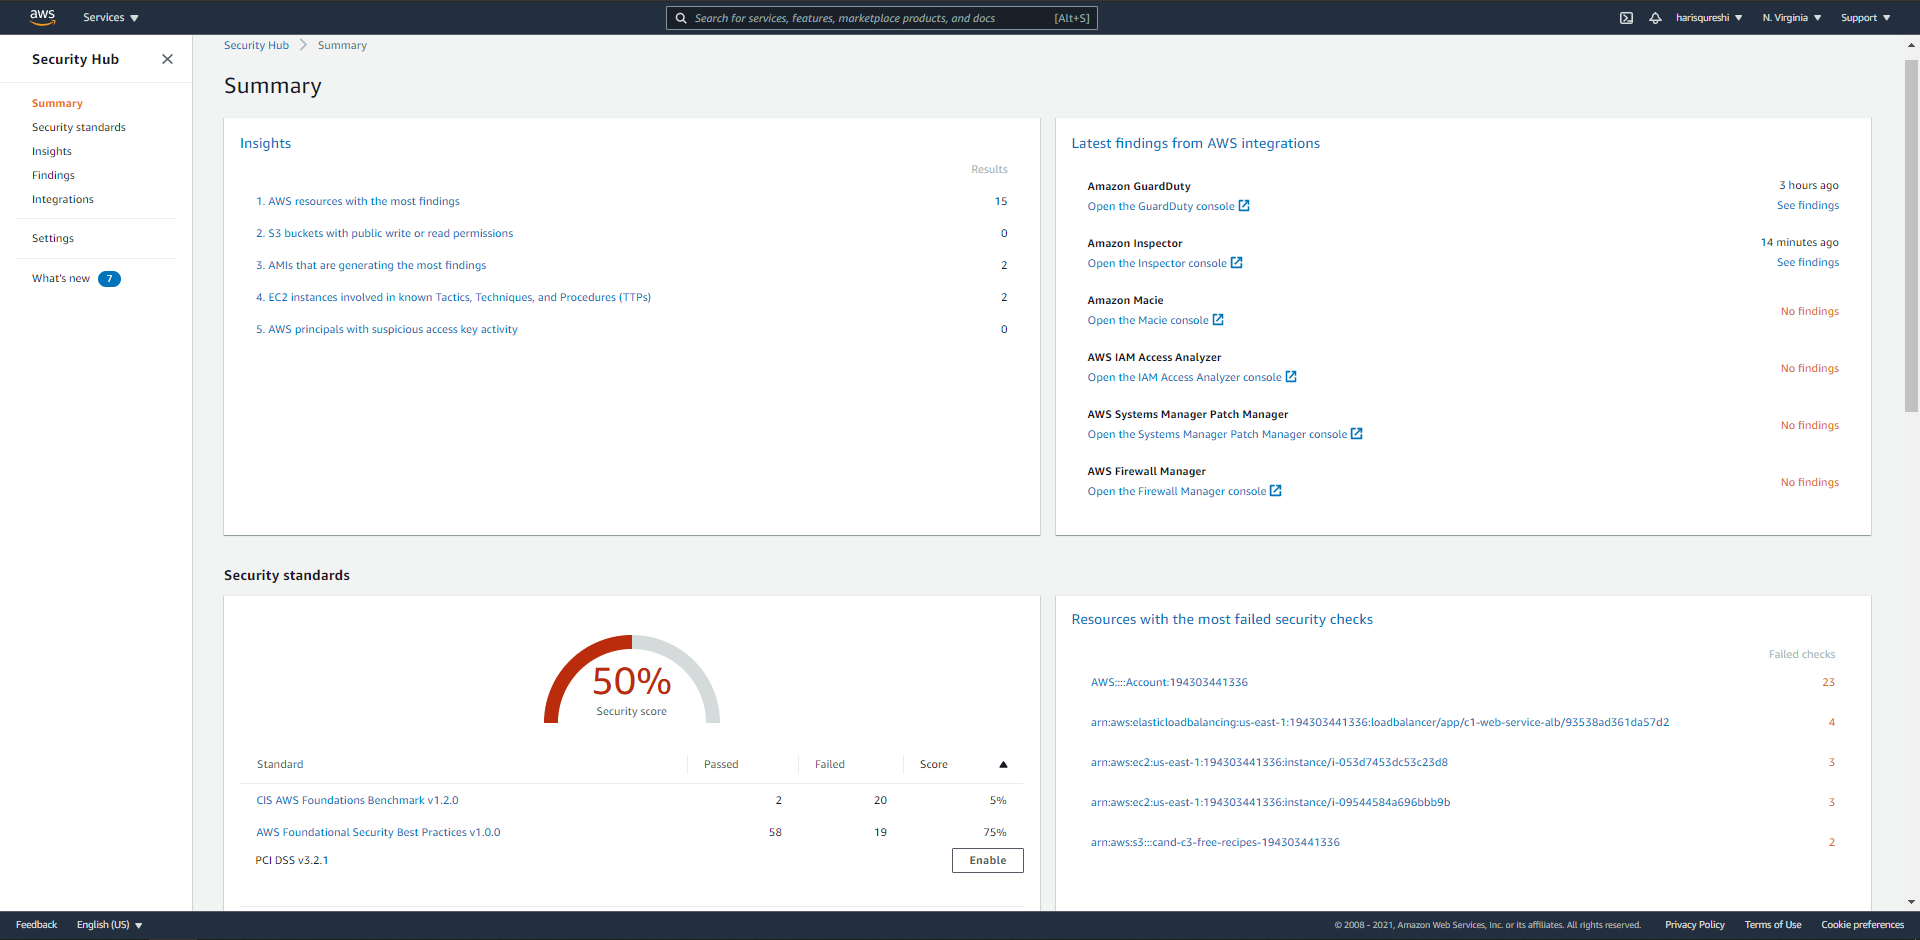 aws
Services
Search for services, features, marketplace products, and docs [Alt+S]
harisqureshi
N. Virginia
Support
Security Hub
Summary
Security standards
Insights
Findings
Integrations
Settings
What's new 7
Security Hub > Summary
Summary
Insights
Results
1. AWS resources with the most findings 15
2. S3 buckets with public write or read permissions 0
3. AMIs that are generating the most findings 2
4. EC2 instances involved in known Tactics, Techniques, and Procedures (TTPs) 2
5. AWS principals with suspicious access key activity 0
Latest findings from AWS integrations
Amazon GuardDuty 3 hours ago
Open the GuardDuty console See findings
Amazon Inspector 14 minutes ago
Open the Inspector console See findings
Amazon Macie
Open the Macie console No findings
AWS IAM Access Analyzer
Open the IAM Access Analyzer console No findings
AWS Systems Manager Patch Manager
Open the Systems Manager Patch Manager console No findings
AWS Firewall Manager
Open the Firewall Manager console No findings
Security standards
50%
Security score
Standard Passed Failed Score
CIS AWS Foundations Benchmark v1.2.0 2 20 5%
AWS Foundational Security Best Practices v1.0.0 58 19 75%
PCI DSS v3.2.1 Enable
Resources with the most failed security checks
Failed checks
AWS::::Account:194303441336 23
arn:aws:elasticloadbalancing:us-east-1:194303441336:loadbalancer/app/c1-web-service-alb/93538ad361da57d2 4
arn:aws:ec2:us-east-1:194303441336:instance/i-053d7453dc53c23d8 3
arn:aws:ec2:us-east-1:194303441336:instance/i-09544584a696bbb9b 3
arn:aws:s3:::cand-c3-free-recipes-194303441336 2
Feedback English (US) © 2008 - 2021, Amazon Web Services, Inc. or its affiliates. All rights reserved. Privacy Policy Terms of Use Cookie preferences